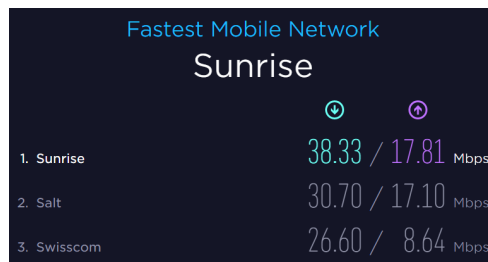 Fastest Mobile Network
Sunrise
1. Sunrise 38.33 / 17.81 Mbps
2. Salt 30.70 / 17.10 Mbps
3. Swisscom 26.60 / 8.64 Mbps